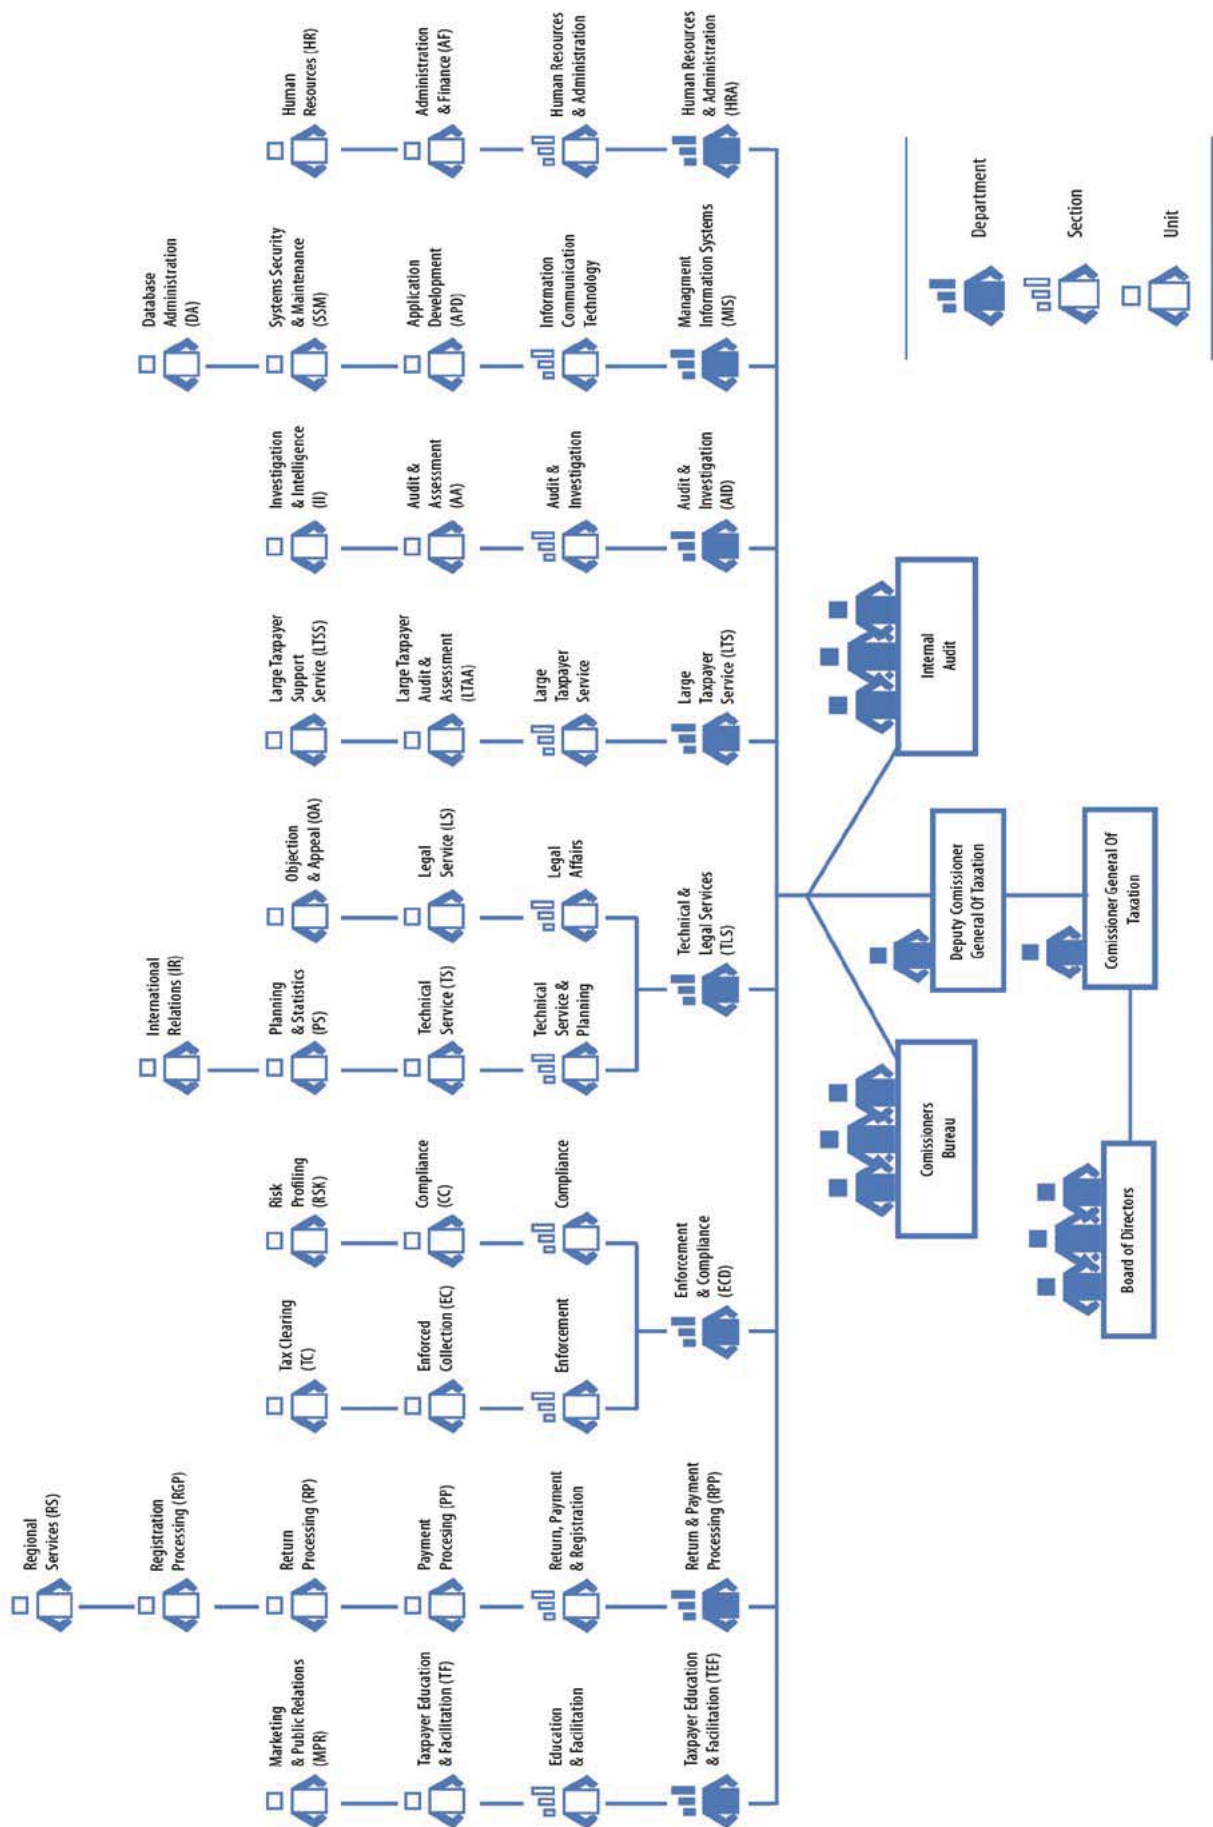 Regional
Services (RS)
Registration
Processing (RGP)
International
Relations (IR)
Database
Administration
(DA)
Marketing
& Public Relations
(MPR)
Return
Processing (RP)
Tax Clearing
(TC)
Risk
Profiling
(RSK)
Planning
& Statistics
(PS)
Objection
& Appeal (OA)
Large Taxpayer
Support
Service (LTSS)
Investigation
& Intelligence
(II)
Systems Security
& Maintenance
(SSM)
Human
Resources (HR)
Taxpayer Education
& Facilitation (TF)
Payment
Procesing (PP)
Enforced
Collection (EC)
Compliance
(CC)
Technical
Service (TS)
Legal
Service (LS)
Large Taxpayer
Audit &
Assessment
(LTAA)
Audit &
Assessment
(AA)
Application
Development
(APD)
Administration
& Finance (AF)
Education
& Facilitation
Return, Payment
& Registration
Enforcement
Compliance
Technical
Service &
Planning
Legal
Affairs
Large
Taxpayer
Service
Audit &
Investigation
Information
Communication
Technology
Human Resources
& Administration
Taxpayer Education
& Facilitation (TEF)
Return & Payment
Processing (RPP)
Enforcement
& Compliance
(ECD)
Technical &
Legal Services
(TLS)
Large
Taxpayer
Service (LTS)
Audit &
Investigation
(AID)
Managment
Information Systems
(MIS)
Human Resources
& Administration
(HRA)
Comissioners
Bureau
Internal
Audit
Deputy Comissioner
General Of Taxation
Board of Directors
Comissioner General Of
Taxation
Department
Section
Unit